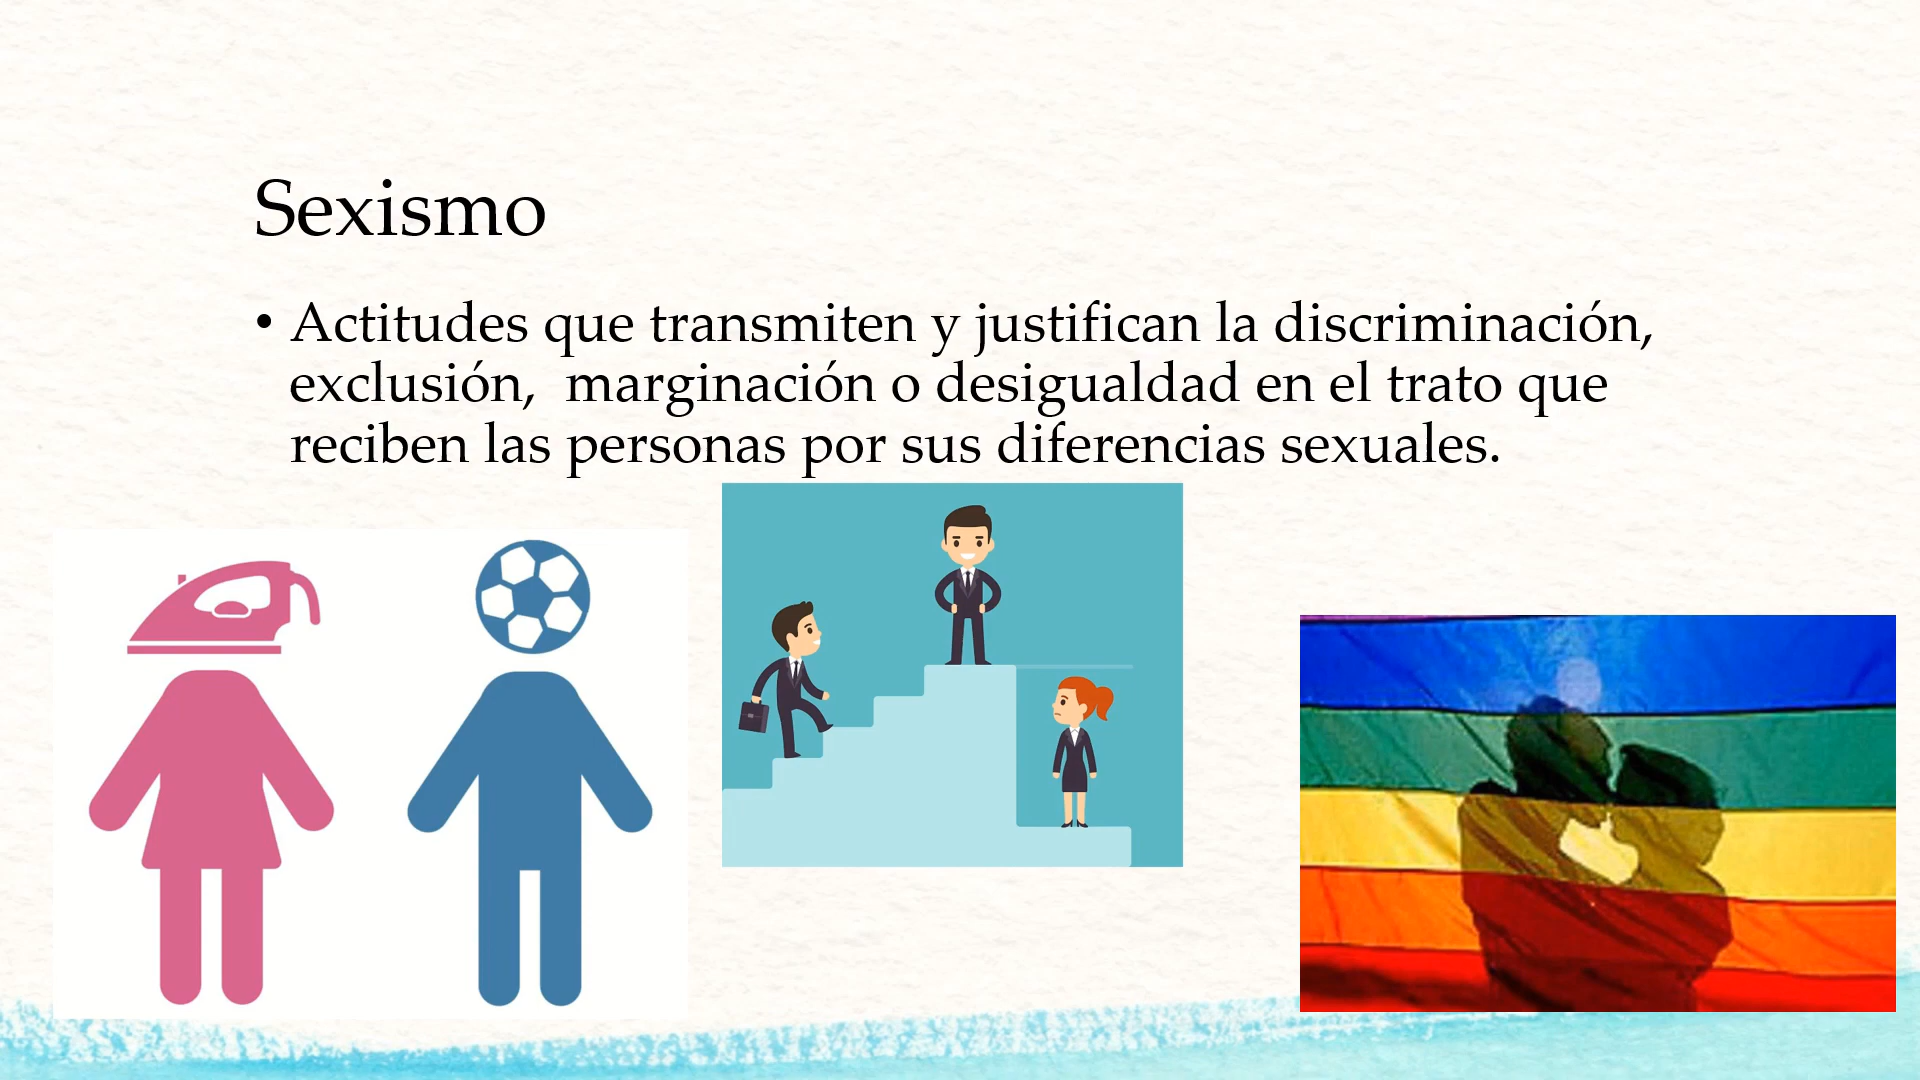 Sexismo
• Actitudes que transmiten y justifican la discriminación,
exclusión,  marginación o desigualdad en el trato que
reciben las personas por sus diferencias sexuales.